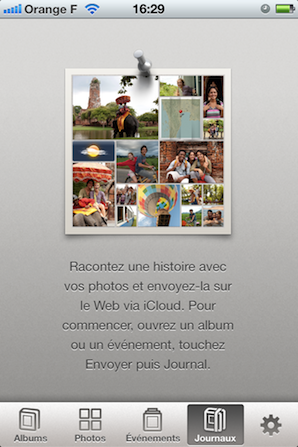 Orange F 16:29
Racontez une histoire avec
vos photos et envoyez-la sur
le Web via iCloud. Pour
commencer, ouvrez un album
ou un événement, touchez
Envoyer puis Journal.
Albums Photos Événements Journaux